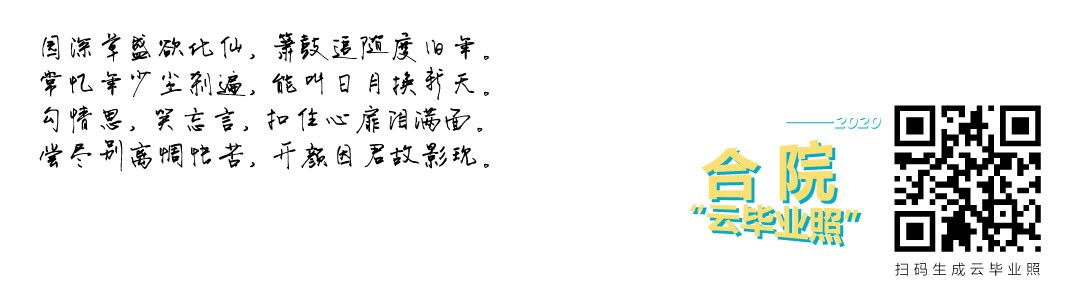 园深草盛欲比仙，箫鼓追随度旧年。
常忆年少尘刹遍，能叫日月换新天。
勾情思，笑忘言，扣住心扉泪满面。
尝尽别离惆怅苦，开颜因君故影现。
——2020
合院
“云毕业照”
扫码生成云毕业照